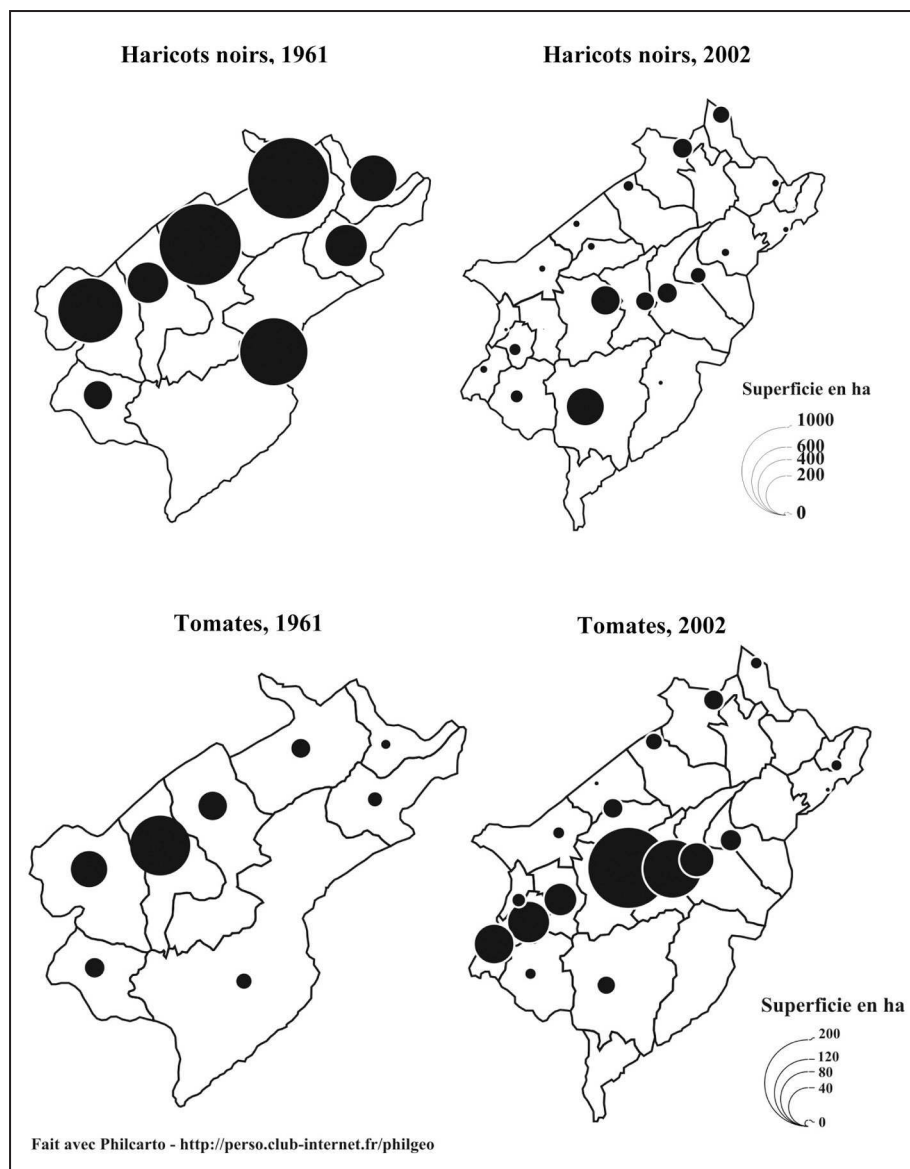 Haricots noirs, 1961
Haricots noirs, 2002
Superficie en ha
1000
600
400
200
0
Tomates, 1961
Tomates, 2002
Superficie en ha
200
120
80
40
0
Fait avec Philcarto - http://perso.club-internet.fr/philgeo